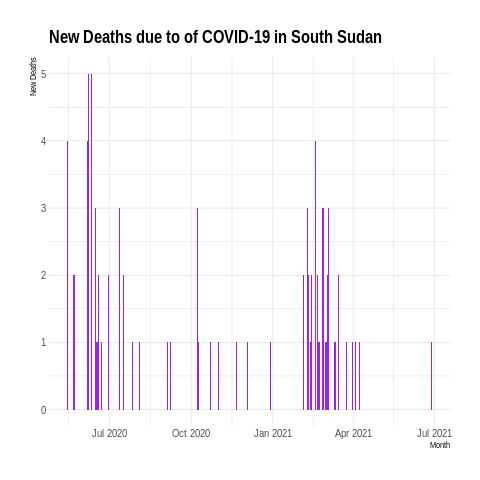 New Deaths due to of COVID-19 in South Sudan
New Deaths
5
4
3
2
1
0
Jul 2020 Oct 2020 Jan 2021 Apr 2021 Jul 2021
Month